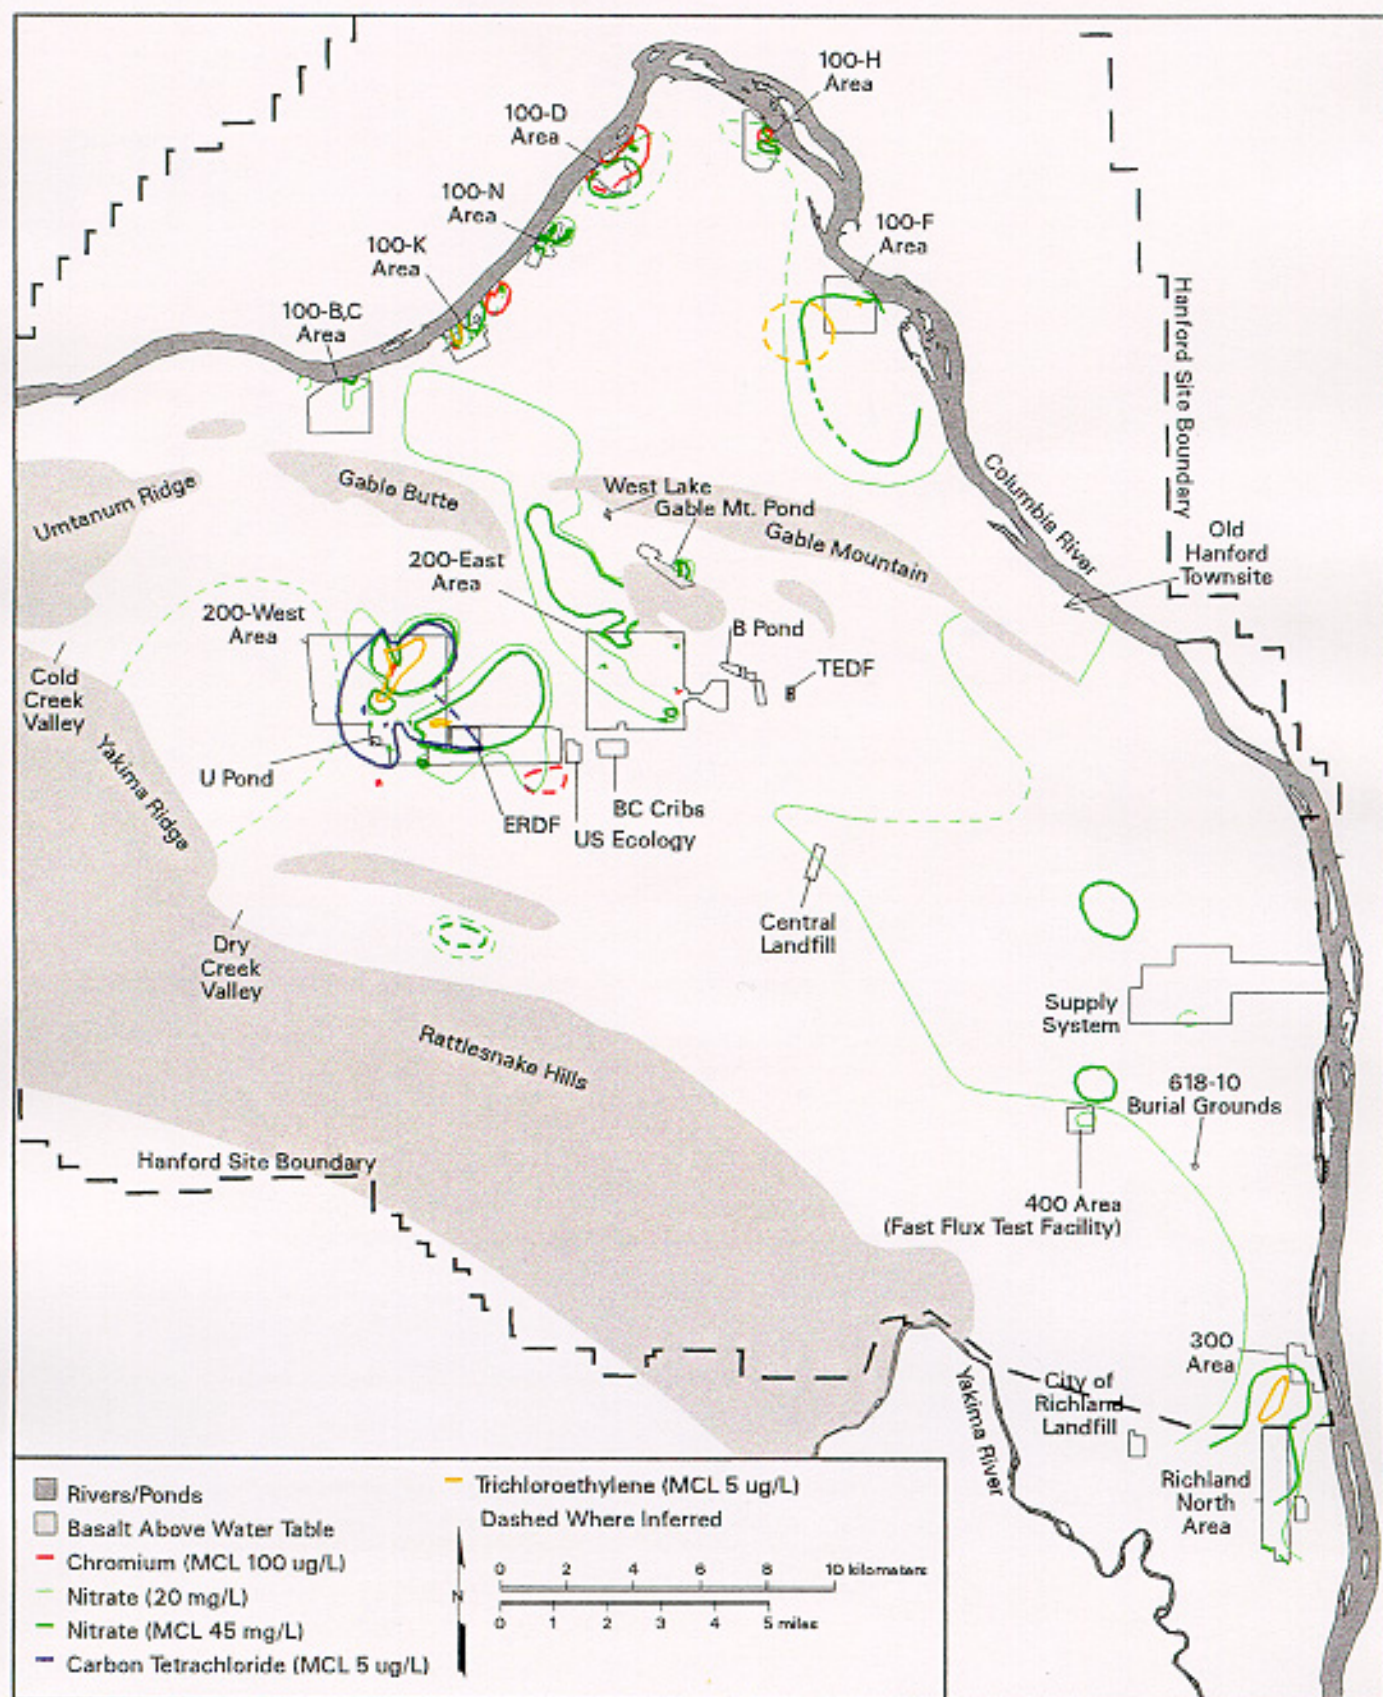 100-H
Area
100-D
Area
100-N
Area
100-F
Area
100-K
Area
100-B,C
Area
Hanford Site Boundary
Columbia River
Umtanum Ridge
Gable Butte
West Lake
Gable Mt. Pond
Gable Mountain
Old
Hanford
Townsite
200-East
Area
200-West
Area
B Pond
TEDF
Cold
Creek
Valley
Yakima Ridge
U Pond
ERDF
BC Cribs
US Ecology
Central
Landfill
Dry
Creek
Valley
Supply
System
Rattlesnake Hills
618-10
Burial Grounds
Hanford Site Boundary
400 Area
(Fast Flux Test Facility)
300
Area
City of
Richland
Landfill
Yakima River
Richland
North
Area
Rivers/Ponds
Basalt Above Water Table
Chromium (MCL 100 ug/L)
Nitrate (20 mg/L)
Nitrate (MCL 45 mg/L)
Carbon Tetrachloride (MCL 5 ug/L)
Trichloroethylene (MCL 5 ug/L)
Dashed Where Inferred
N
0 2 4 6 8 10 kilometers
0 1 2 3 4 5 miles